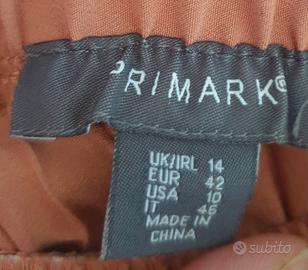 PRIMARK®
UK/IRL 14
EUR 42
USA 10
IT 46
MADE IN
CHINA
subito